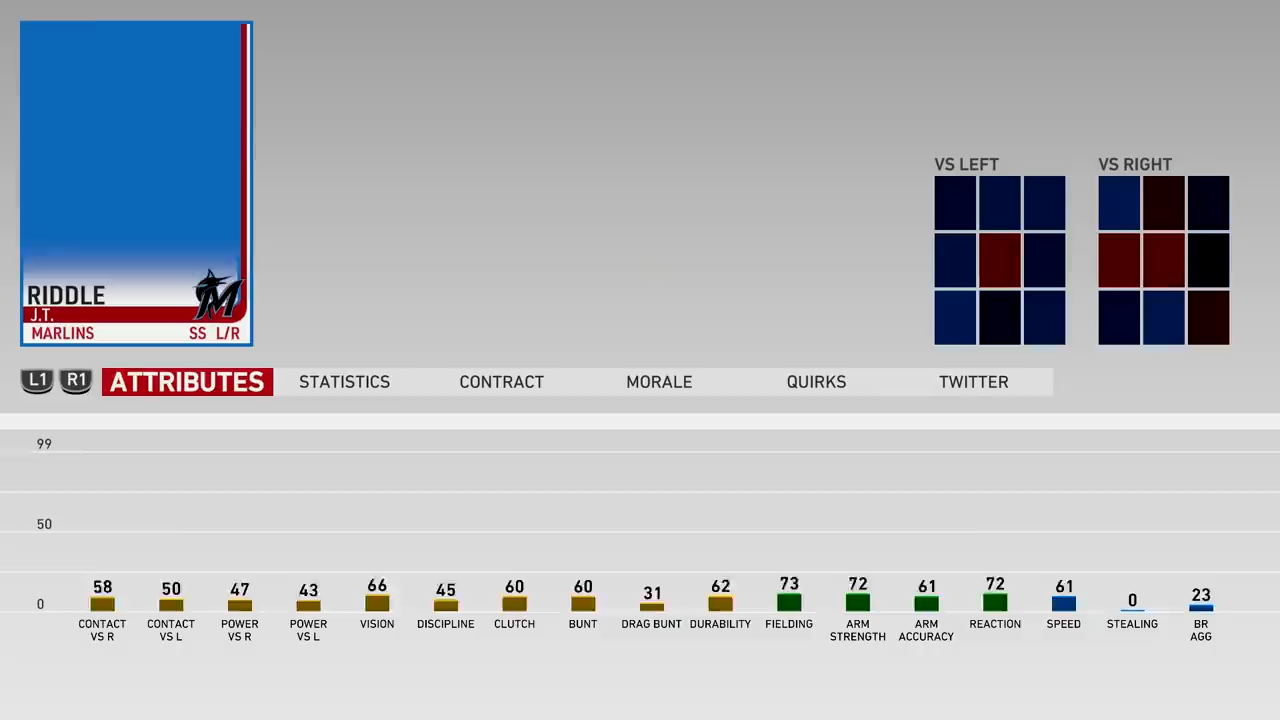 RIDDLE
J.T.
MARLINS SS L/R
VS LEFT VS RIGHT
L1 R1 ATTRIBUTES STATISTICS CONTRACT MORALE QUIRKS TWITTER
99
50
0
58 50 47 43 66 45 60 60 31 62 73 72 61 72 61 0 23
CONTACT VS R
CONTACT VS L
POWER VS R
POWER VS L
VISION
DISCIPLINE
CLUTCH
BUNT
DRAG BUNT
DURABILITY
FIELDING
ARM STRENGTH
ARM ACCURACY
REACTION
SPEED
STEALING
BR AGG